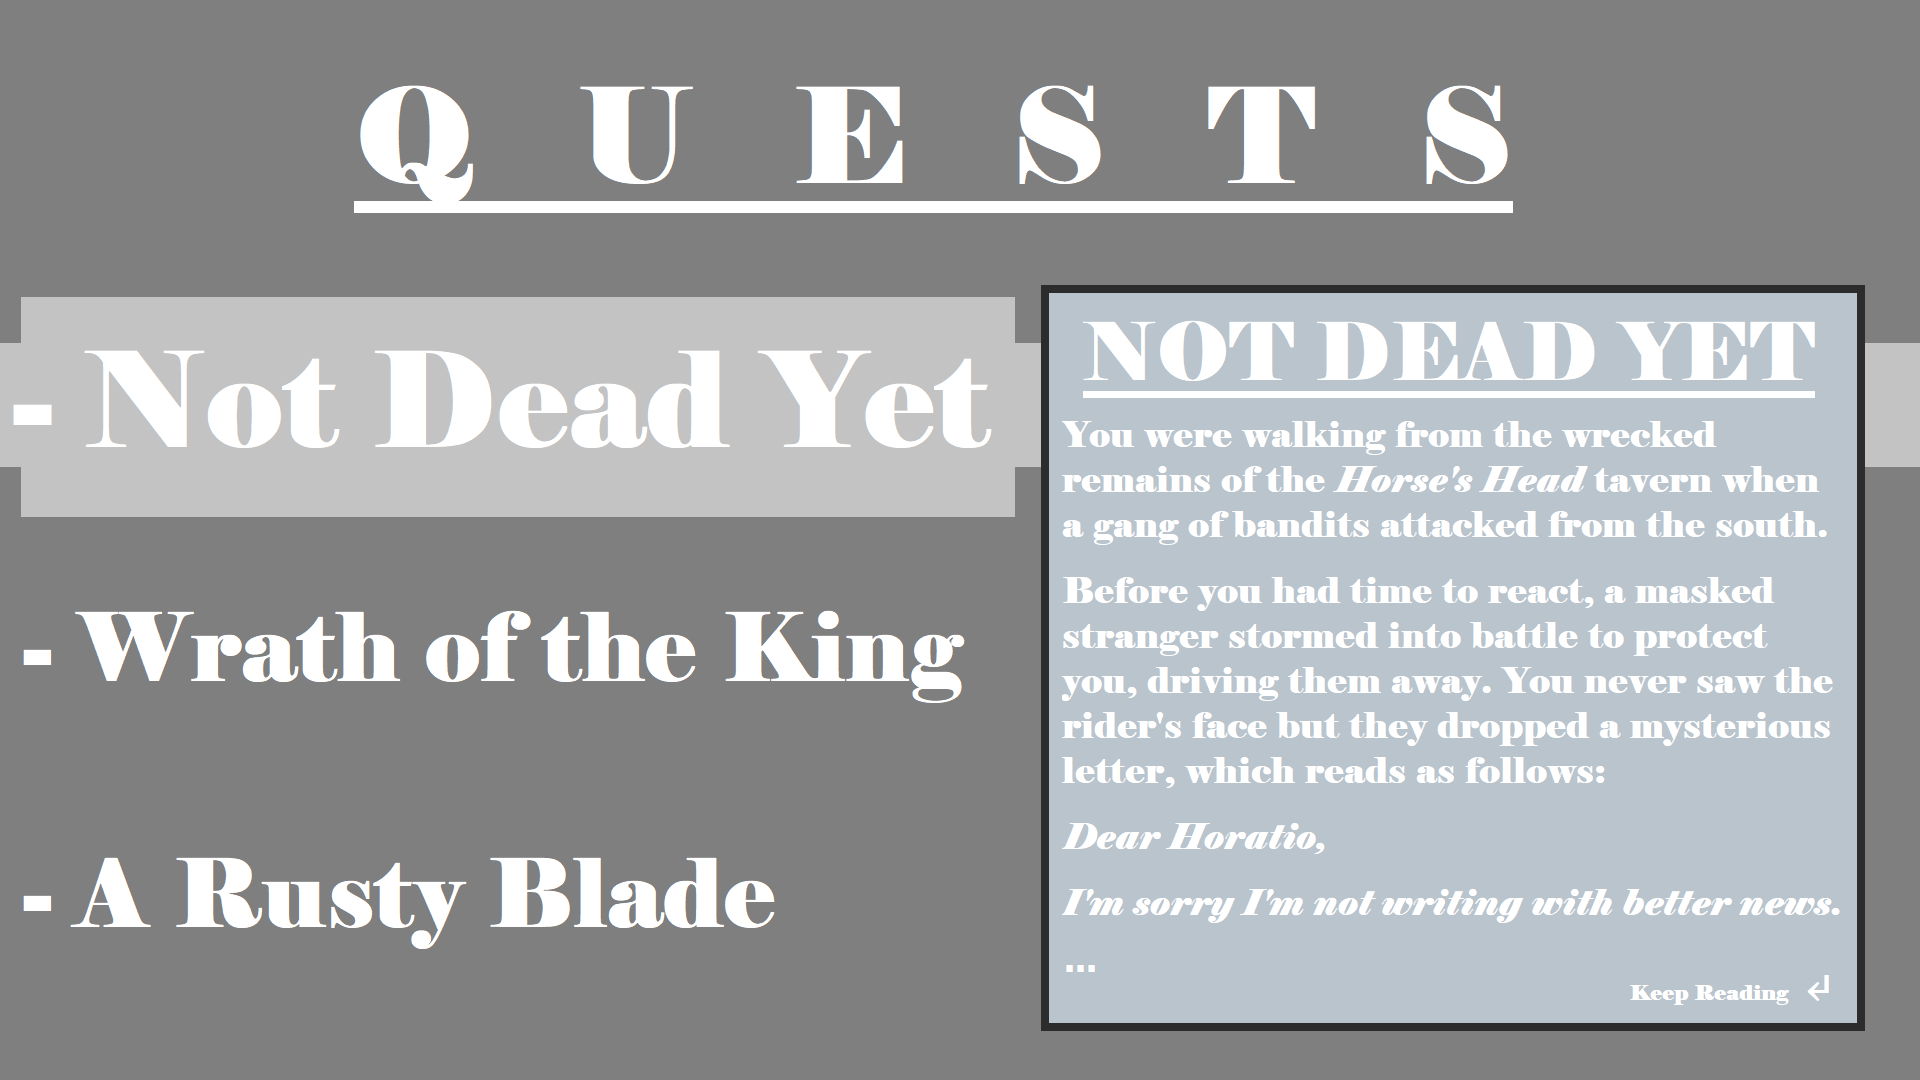 QUESTS
- Not Dead Yet
- Wrath of the King
- A Rusty Blade
NOT DEAD YET
You were walking from the wrecked
remains of the Horse's Head tavern when
a gang of bandits attacked from the south.
Before you had time to react, a masked
stranger stormed into battle to protect
you, driving them away. You never saw the
rider's face but they dropped a mysterious
letter, which reads as follows:
Dear Horatio,
I'm sorry I'm not writing with better news.
...
Keep Reading ↵